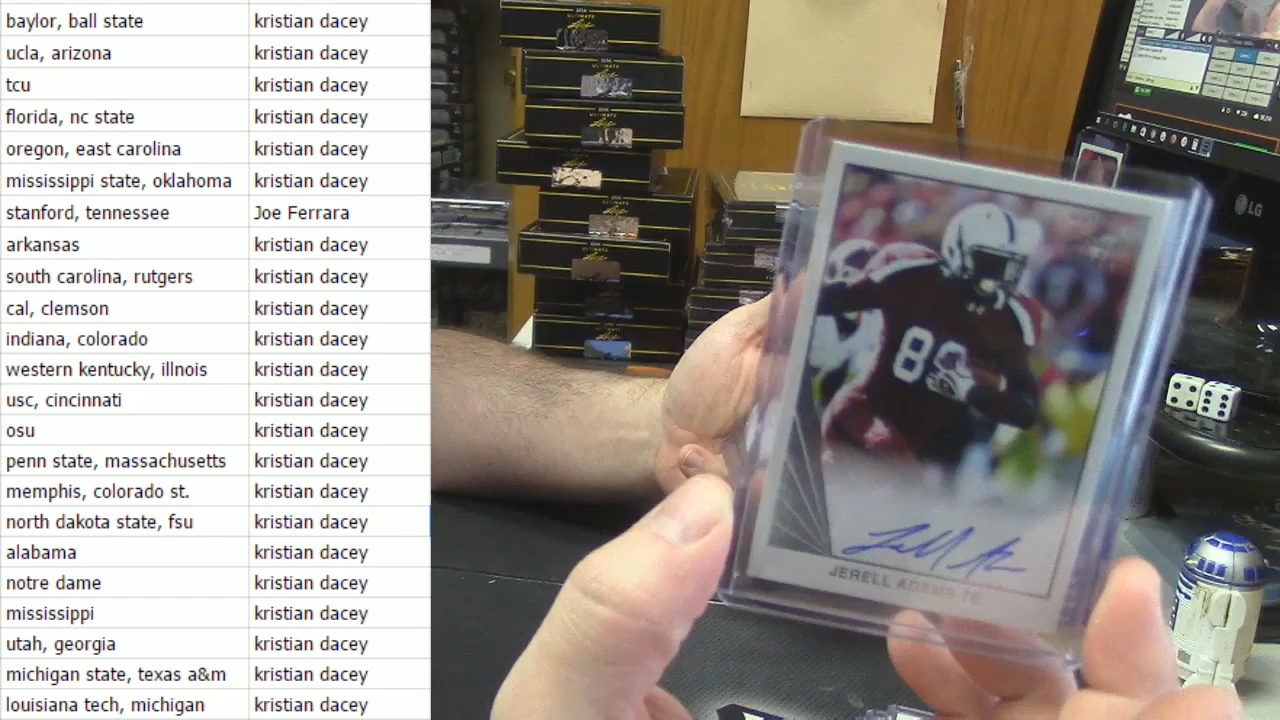 baylor, ball state kristian dacey
ucla, arizona kristian dacey
tcu kristian dacey
florida, nc state kristian dacey
oregon, east carolina kristian dacey
mississippi state, oklahoma kristian dacey
stanford, tennessee Joe Ferrara
arkansas kristian dacey
south carolina, rutgers kristian dacey
cal, clemson kristian dacey
indiana, colorado kristian dacey
western kentucky, illnois kristian dacey
usc, cincinnati kristian dacey
osu kristian dacey
penn state, massachusetts kristian dacey
memphis, colorado st. kristian dacey
north dakota state, fsu kristian dacey
alabama kristian dacey
notre dame kristian dacey
mississippi kristian dacey
utah, georgia kristian dacey
michigan state, texas a&m kristian dacey
louisiana tech, michigan kristian dacey
LG
89
JERELL ADAMS TE